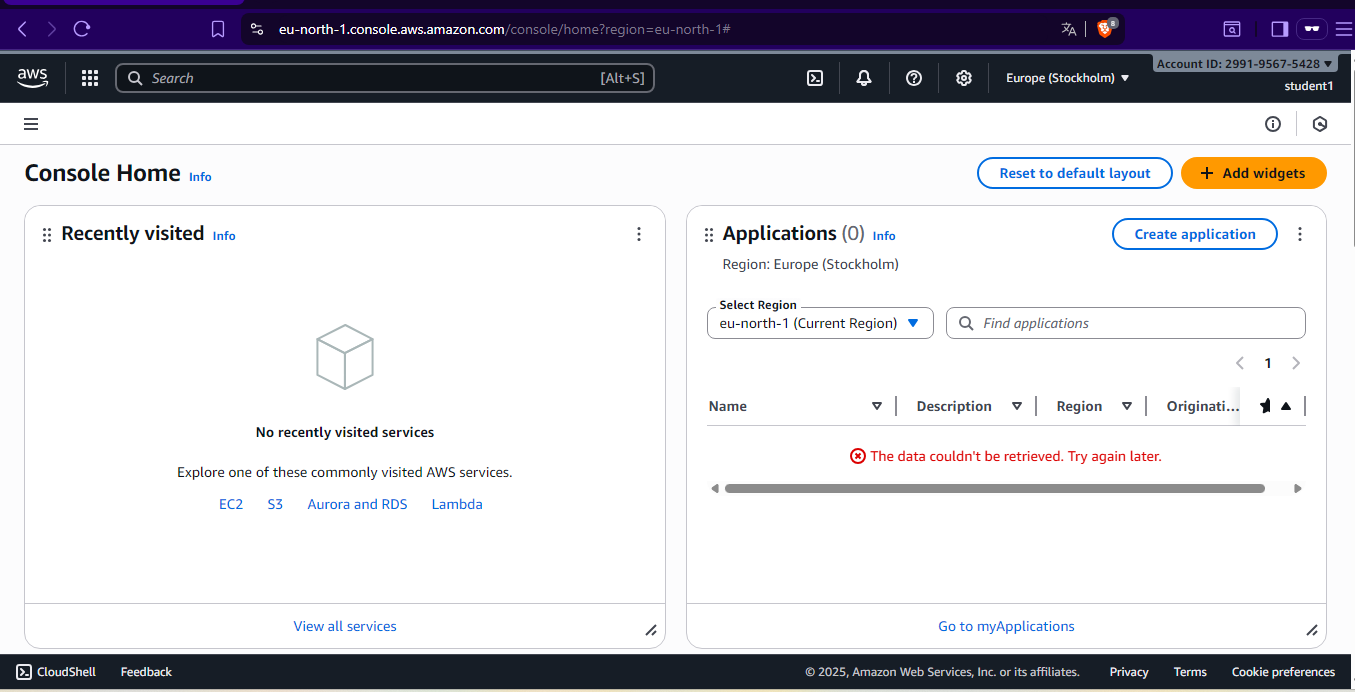 eu-north-1.console.aws.amazon.com/console/home?region=eu-north-1#
8
aws
Search [Alt+S]
Europe (Stockholm)
Account ID: 2991-9567-5428
student1
Console Home Info
Reset to default layout
Add widgets
Recently visited Info
No recently visited services
Explore one of these commonly visited AWS services.
EC2 S3 Aurora and RDS Lambda
View all services
Applications (0) Info
Create application
Region: Europe (Stockholm)
Select Region
eu-north-1 (Current Region)
Find applications
1
Name Description Region Originati...
The data couldn't be retrieved. Try again later.
Go to myApplications
CloudShell Feedback © 2025, Amazon Web Services, Inc. or its affiliates. Privacy Terms Cookie preferences